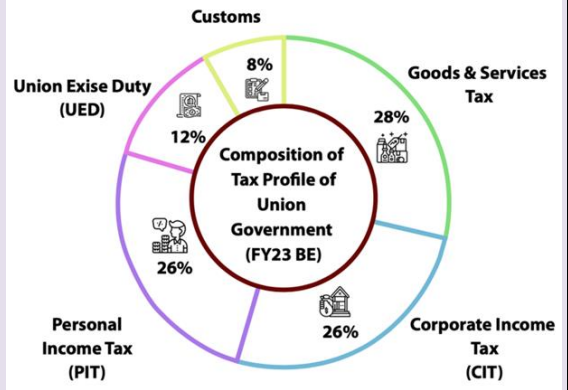 Customs
8%
Goods & Services
Tax
28%
Union Exise Duty
(UED)
12%
Composition of
Tax Profile of
Union
Government
(FY23 BE)
26%
Personal
Income Tax
(PIT)
26%
Corporate Income
Tax
(CIT)